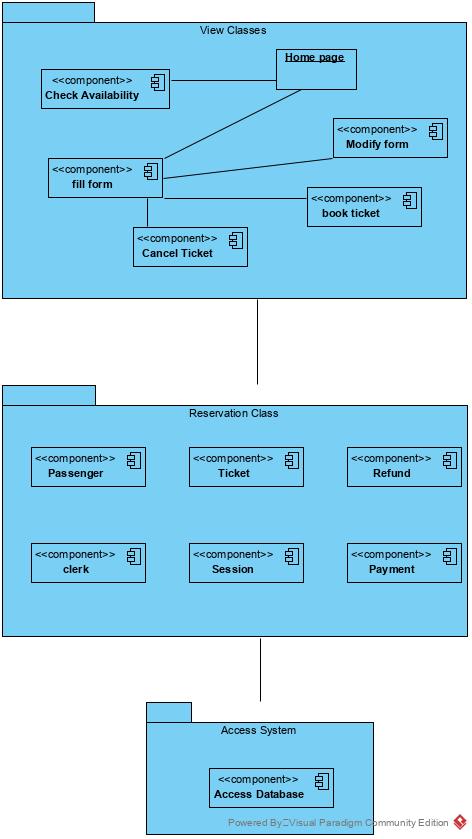 View Classes
Home page
<<component>>
Check Availability
<<component>>
Modify form
<<component>>
fill form
<<component>>
book ticket
<<component>>
Cancel Ticket
Reservation Class
<<component>>
Passenger
<<component>>
Ticket
<<component>>
Refund
<<component>>
clerk
<<component>>
Session
<<component>>
Payment
Access System
<<component>>
Access Database
Powered By Visual Paradigm Community Edition